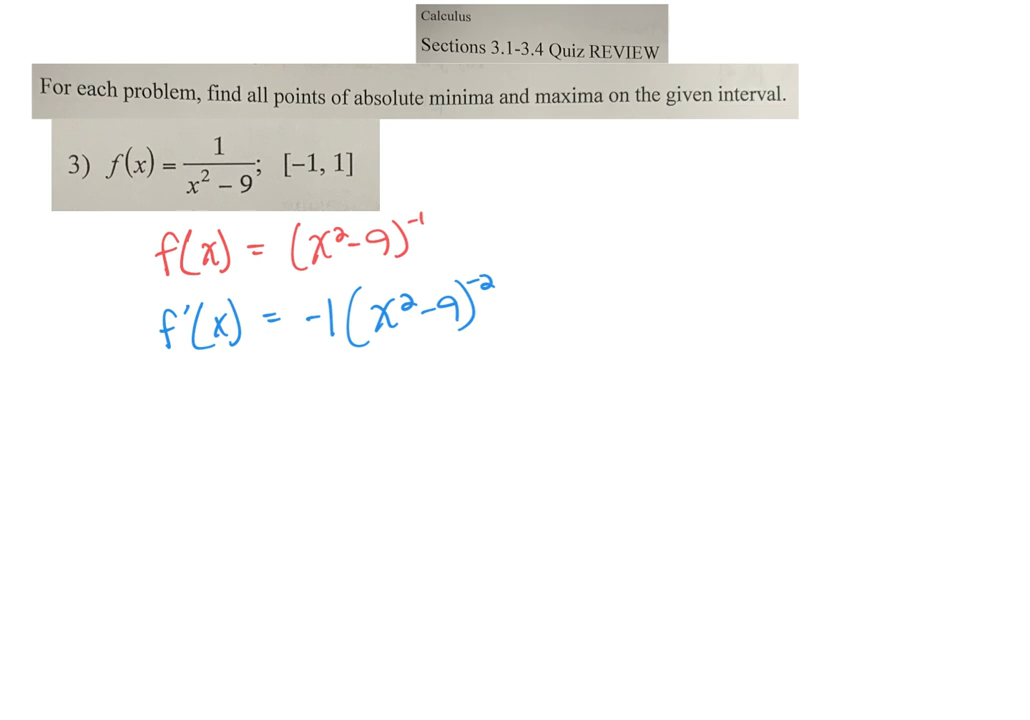 Calculus
Sections 3.1-3.4 Quiz REVIEW
For each problem, find all points of absolute minima and maxima on the given interval.
3) f(x) = 1/(x² − 9); [−1, 1]
f(x) = (x²-9)⁻¹
f'(x) = -1(x²-9)⁻²